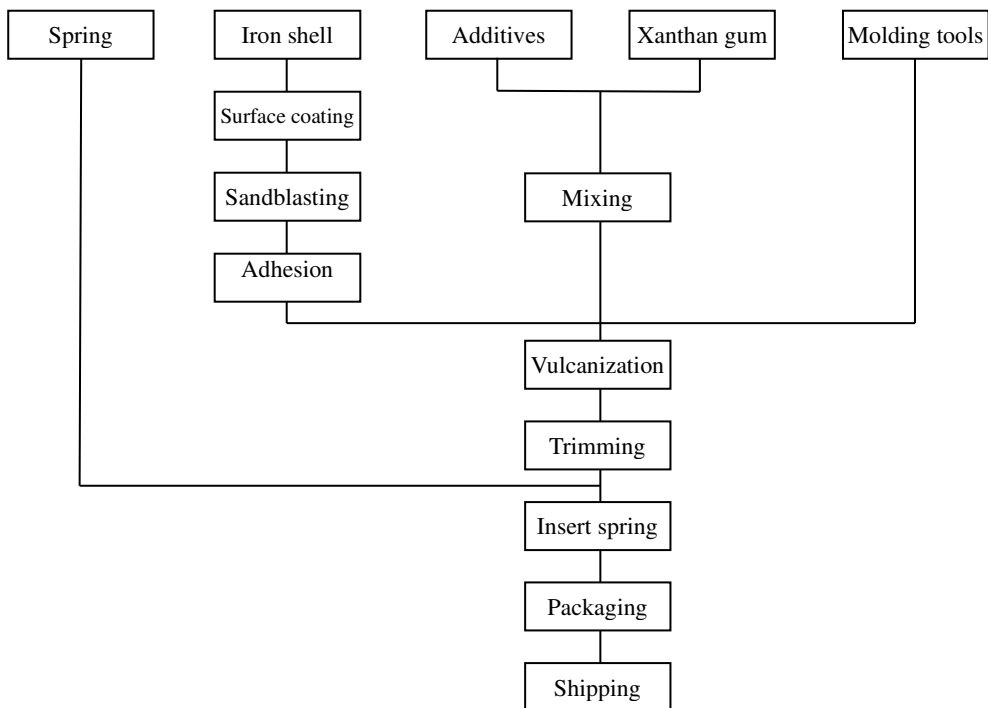 Spring
Iron shell
Additives
Xanthan gum
Molding tools
Surface coating
Sandblasting
Mixing
Adhesion
Vulcanization
Trimming
Insert spring
Packaging
Shipping